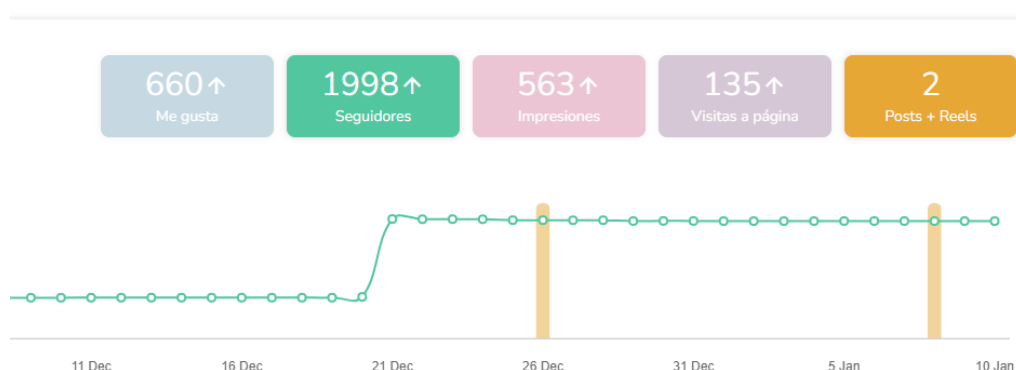 660↑ 1998↑ 563↑ 135↑ 2
Me gusta Seguidores Impresiones Visitas a página Posts + Reels
11 Dec 16 Dec 21 Dec 26 Dec 31 Dec 5 Jan 10 Jan